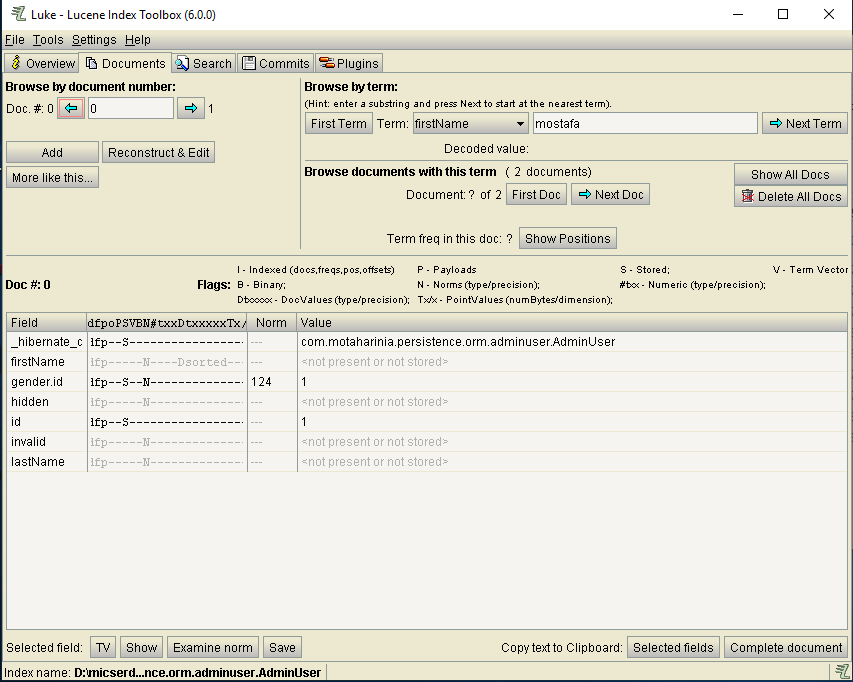 Luke - Lucene Index Toolbox (6.0.0)
File Tools Settings Help
Overview Documents Search Commits Plugins
Browse by document number:
Doc. #: 0 0 1
Add Reconstruct & Edit
More like this...
Browse by term:
(Hint: enter a substring and press Next to start at the nearest term).
First Term Term: firstName mostafa Next Term
Decoded value:
Browse documents with this term ( 2 documents) Show All Docs
Document: ? of 2 First Doc Next Doc Delete All Docs
Term freq in this doc: ? Show Positions
Doc #: 0 Flags:
I - Indexed (docs,freqs,pos,offsets) P - Payloads S - Stored; V - Term Vector
B - Binary; N - Norms (type/precision); #txx - Numeric (type/precision);
Dtxxxxx - DocValues (type/precision); Tx/x - PointValues (numBytes/dimension);
Field dfpoPSVBN#txxDtxxxxxTx/ Norm Value
_hibernate_c lfp--S---------------- --- com.motaharinia.persistence.orm.adminuser.AdminUser
firstName lfp-----N----Dsorted-- --- <not present or not stored>
gender.id lfp--S--N------------- 124 1
hidden lfp-----N------------- --- <not present or not stored>
id lfp--S---------------- --- 1
invalid lfp-----N------------- --- <not present or not stored>
lastName lfp-----N------------- --- <not present or not stored>
Selected field: TV Show Examine norm Save Copy text to Clipboard: Selected fields Complete document
Index name: D:\micserd...nce.orm.adminuser.AdminUser